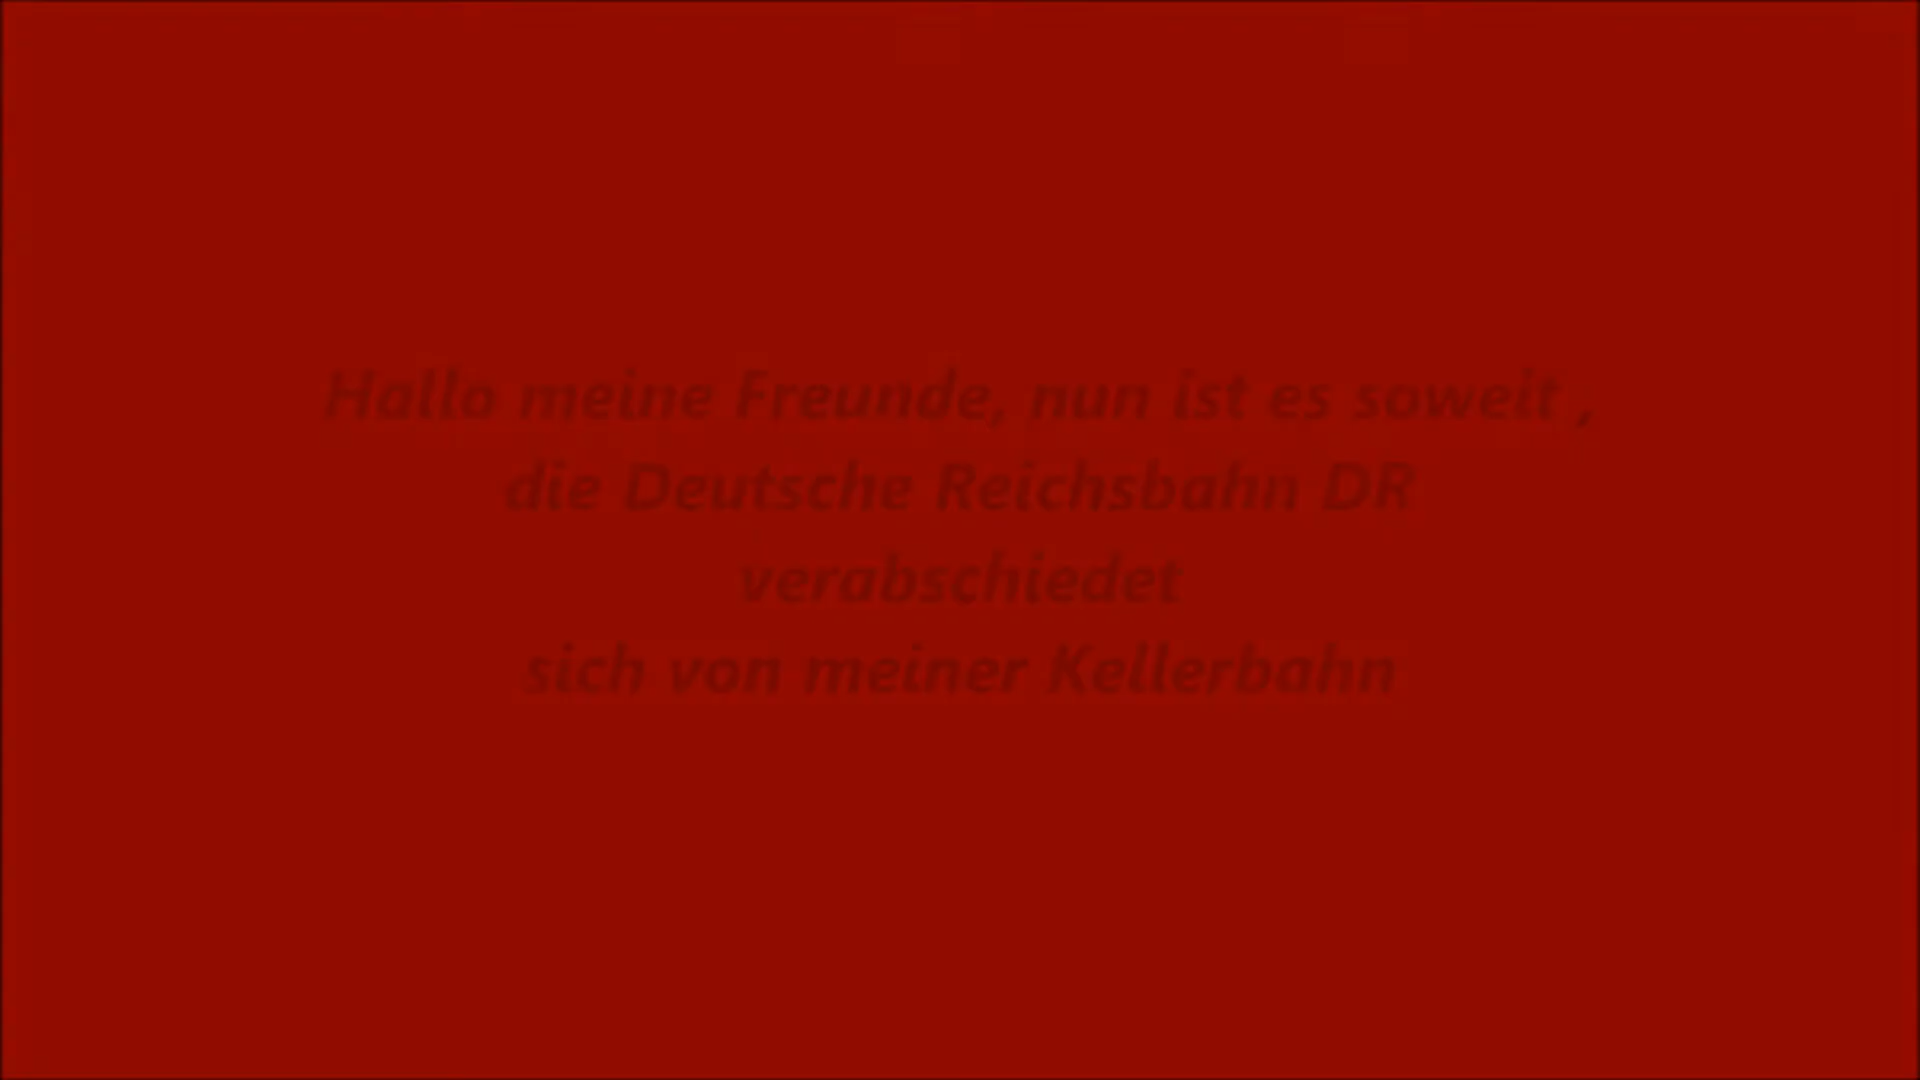 Hallo meine Freunde, nun ist es soweit ,
die Deutsche Reichsbahn DR
verabschiedet
sich von meiner Kellerbahn